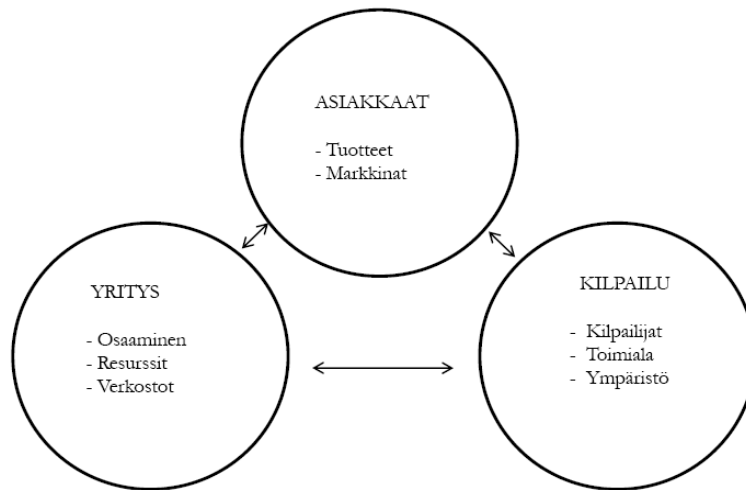 ASIAKKAAT
- Tuotteet
- Markkinat
YRITYS
- Osaaminen
- Resurssit
- Verkostot
KILPAILU
- Kilpailijat
- Toimiala
- Ympäristö